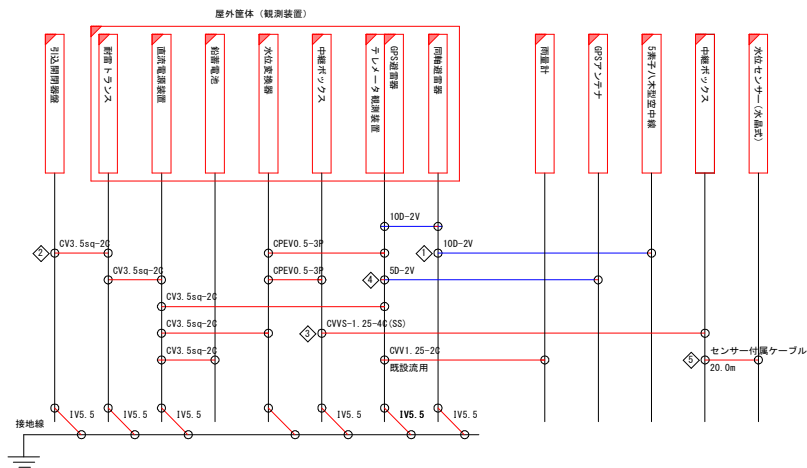 屋外筐体（観測装置）
引込開閉器盤
耐雷トランス
直流電源装置
鉛蓄電池
水位変換器
中継ボックス
テレメータ観測装置
GPS避雷器
同軸避雷器
雨量計
GPSアンテナ
5素子八木型空中線
中継ボックス
水位センサー(水晶式)
10D-2V
2
CV3.5sq-2C
CPEV0.5-3P
1
10D-2V
CV3.5sq-2C
CPEV0.5-3P
4
5D-2V
CV3.5sq-2C
CV3.5sq-2C
3
CVVS-1.25-4C(SS)
CV3.5sq-2C
CVV1.25-2C
既設流用
5
センサー付属ケーブル
20.0m
接地線
IV5.5
IV5.5
IV5.5
IV5.5
IV5.5
IV5.5